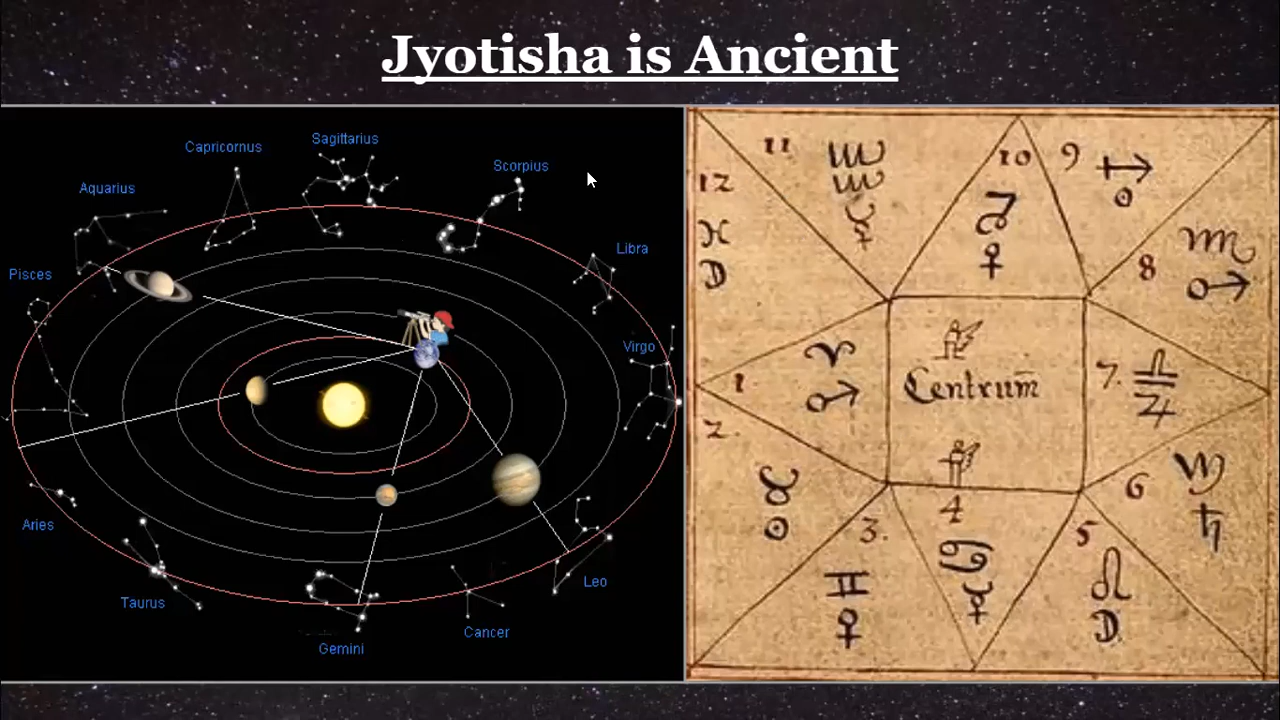 Jyotisha is Ancient
Sagittarius
Capricornus
Scorpius
Aquarius
Libra
Pisces
Virgo
Aries
Leo
Taurus
Cancer
Gemini
11
10
9
12
♏
♏
☿
♑
♀
♐
☉
♓
☽
8
♏
♂
1
♈
♂
Centrum̄
7.
♎
♃
2.
♉
☉
3.
♊
♀
4
♋
☿
5
♌
☽
6
♍
♄